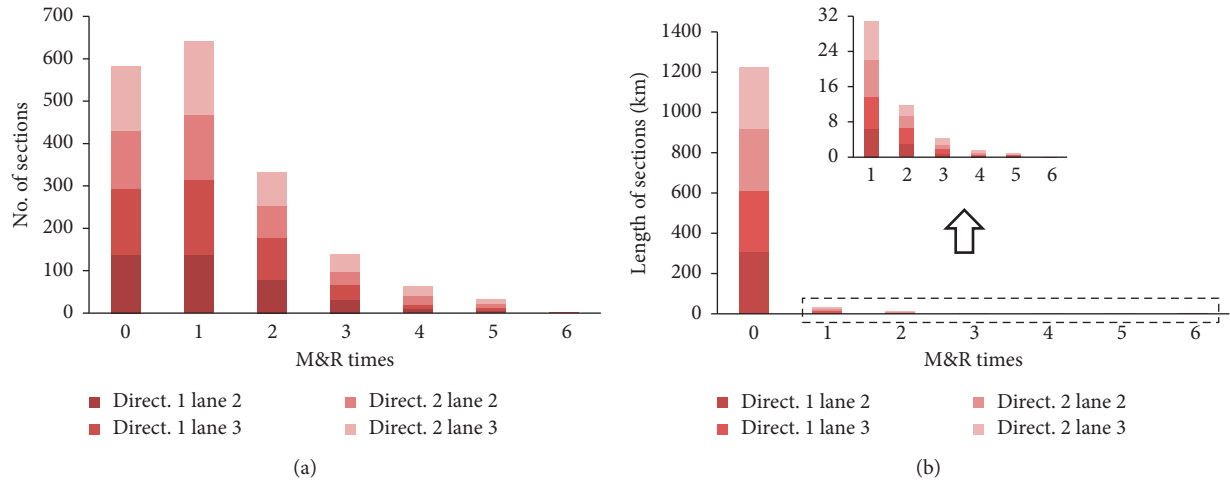 700
600
500
400
300
200
100
0
No. of sections
0 1 2 3 4 5 6
M&R times
Direct. 1 lane 2
Direct. 1 lane 3
Direct. 2 lane 2
Direct. 2 lane 3
(a)
1400
1200
1000
800
600
400
200
0
Length of sections (km)
32
24
16
8
0
1 2 3 4 5 6
0 1 2 3 4 5 6
M&R times
Direct. 1 lane 2
Direct. 1 lane 3
Direct. 2 lane 2
Direct. 2 lane 3
(b)